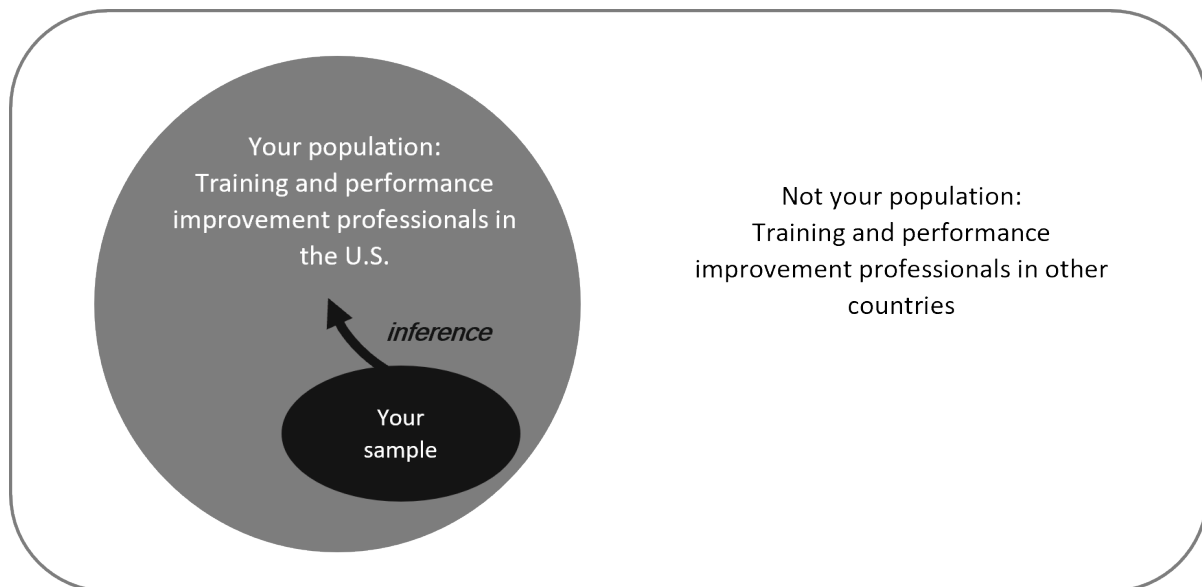 Your population:
Training and performance
improvement professionals in
the U.S.
inference
Your
sample
Not your population:
Training and performance
improvement professionals in other
countries